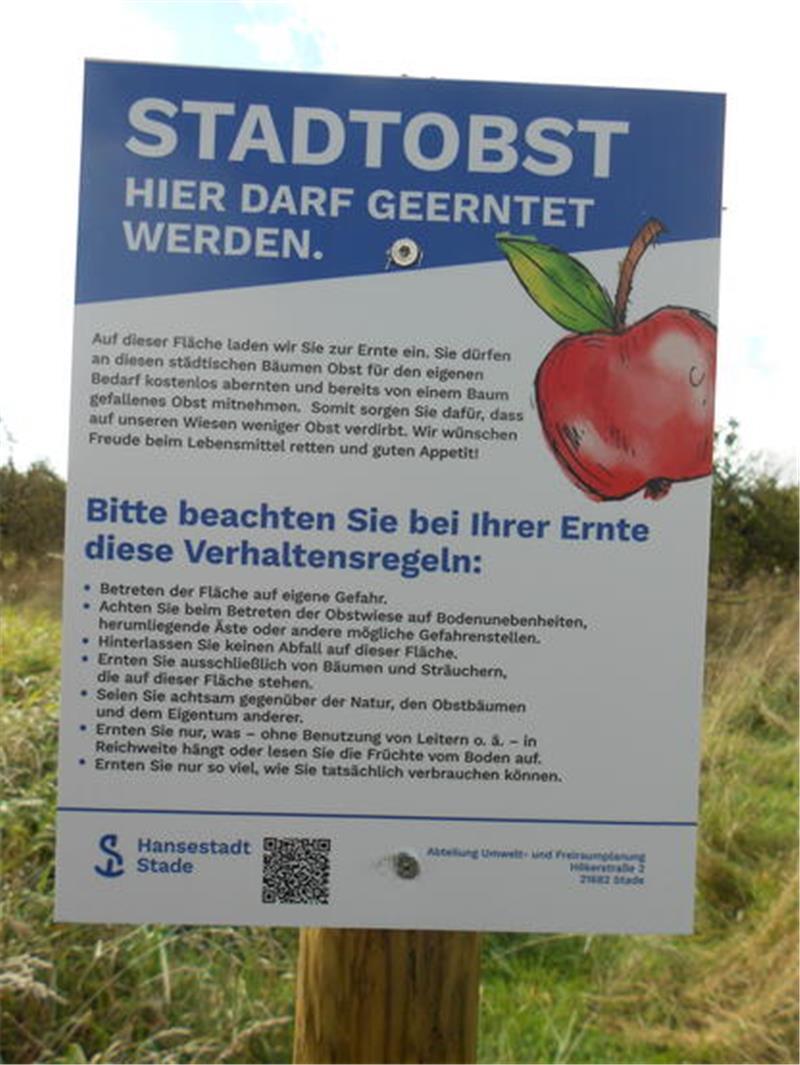 STADTOBST
HIER DARF GEERNTET
WERDEN.
Auf dieser Fläche laden wir Sie zur Ernte ein. Sie dürfen
an diesen städtischen Bäumen Obst für den eigenen
Bedarf kostenlos abernten und bereits von einem Baum
gefallenes Obst mitnehmen. Somit sorgen Sie dafür, dass
auf unseren Wiesen weniger Obst verdirbt. Wir wünschen
Freude beim Lebensmittel retten und guten Appetit!
Bitte beachten Sie bei Ihrer Ernte
diese Verhaltensregeln:
• Betreten der Fläche auf eigene Gefahr.
• Achten Sie beim Betreten der Obstwiese auf Bodenunebenheiten,
herumliegende Äste oder andere mögliche Gefahrenstellen.
• Hinterlassen Sie keinen Abfall auf dieser Fläche.
• Ernten Sie ausschließlich von Bäumen und Sträuchern,
die auf dieser Fläche stehen.
• Seien Sie achtsam gegenüber der Natur, den Obstbäumen
und dem Eigentum anderer.
• Ernten Sie nur, was – ohne Benutzung von Leitern o. ä. – in
Reichweite hängt oder lesen Sie die Früchte vom Boden auf.
• Ernten Sie nur so viel, wie Sie tatsächlich verbrauchen können.
Hansestadt
Stade
Abteilung Umwelt- und Freiraumplanung
Hökerstraße 2
21682 Stade